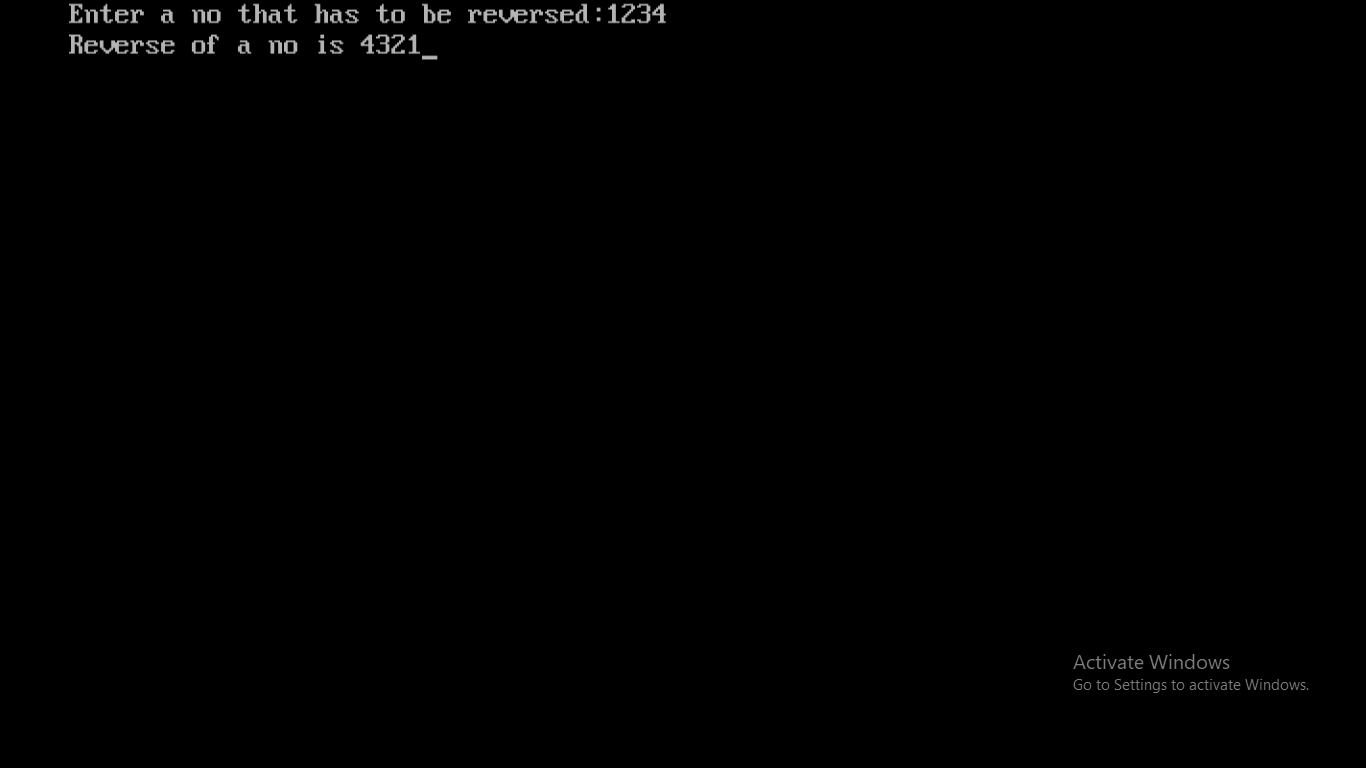 Enter a no that has to be reversed:1234
Reverse of a no is 4321_
Activate Windows
Go to Settings to activate Windows.